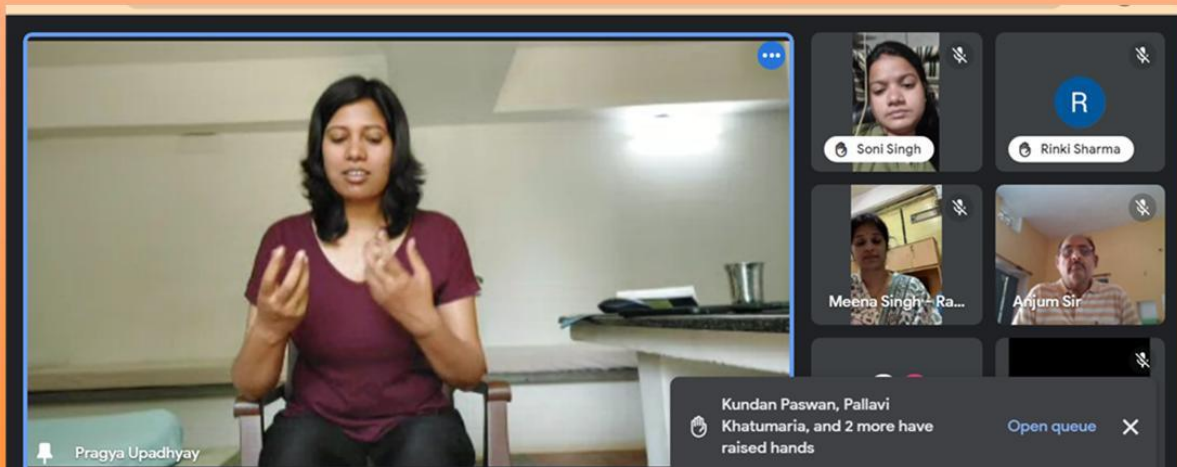 Pragya Upadhyay
Soni Singh
R
Rinki Sharma
Meena Singh - Ra...
Anjum Sir
Kundan Paswan, Pallavi
Khatumaria, and 2 more have
raised hands
Open queue